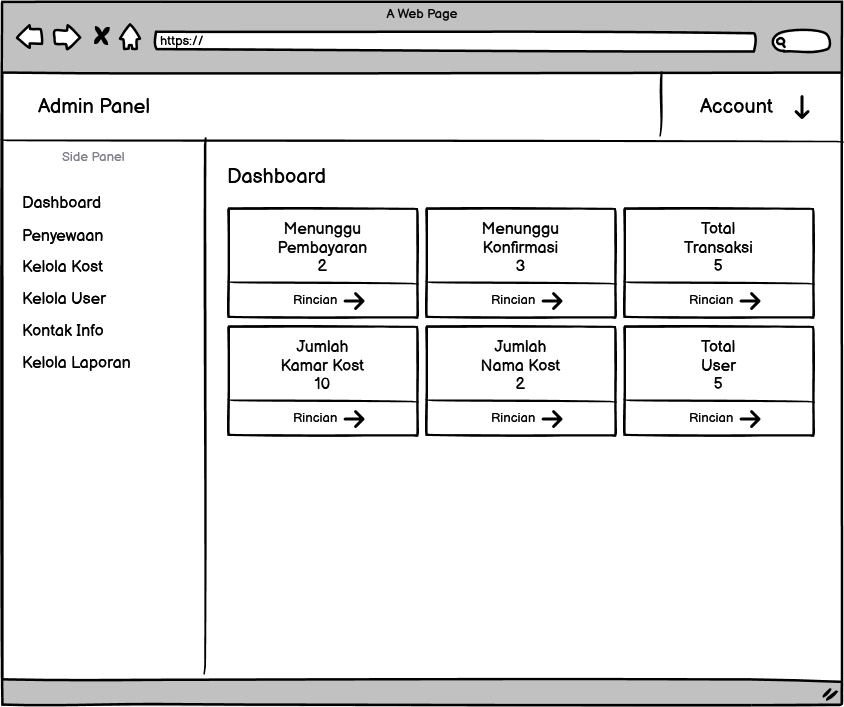 A Web Page
https://
Admin Panel
Account
Side Panel
Dashboard
Penyewaan
Kelola Kost
Kelola User
Kontak Info
Kelola Laporan
Dashboard
Menunggu
Pembayaran
2
Rincian
Menunggu
Konfirmasi
3
Rincian
Total
Transaksi
5
Rincian
Jumlah
Kamar Kost
10
Rincian
Jumlah
Nama Kost
2
Rincian
Total
User
5
Rincian